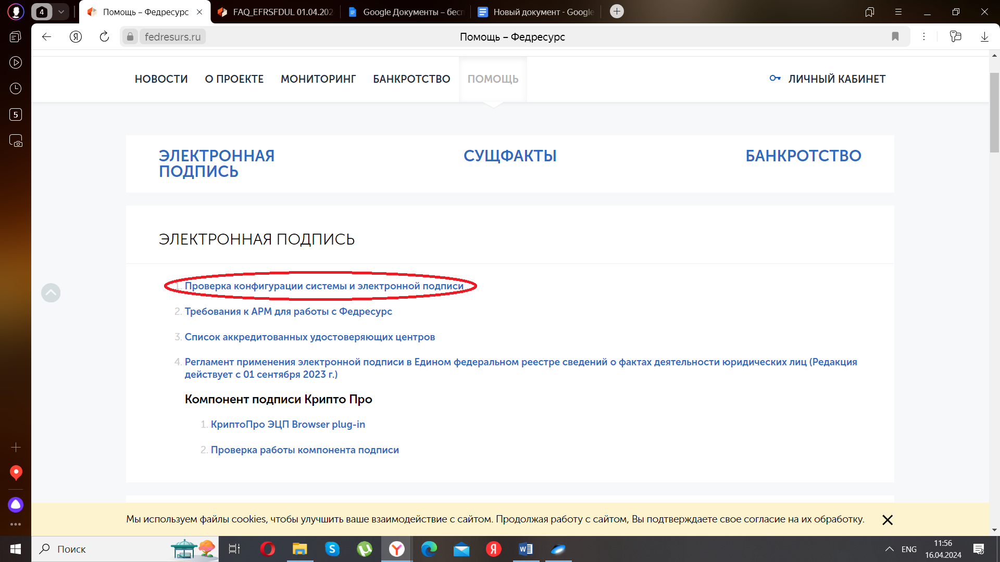 4
Помощь – Федресурс
FAQ_EFRSFDUL 01.04.202
Google Документы – бесп
Новый документ - Google
fedresurs.ru
Помощь – Федресурс
5
НОВОСТИ
О ПРОЕКТЕ
МОНИТОРИНГ
БАНКРОТСТВО
ПОМОЩЬ
ЛИЧНЫЙ КАБИНЕТ
ЭЛЕКТРОННАЯ
ПОДПИСЬ
СУЩФАКТЫ
БАНКРОТСТВО
ЭЛЕКТРОННАЯ ПОДПИСЬ
1. Проверка конфигурации системы и электронной подписи
2. Требования к АРМ для работы с Федресурс
3. Список аккредитованных удостоверяющих центров
4. Регламент применения электронной подписи в Едином федеральном реестре сведений о фактах деятельности юридических лиц (Редакция
действует с 01 сентября 2023 г.)
Компонент подписи Крипто Про
1. КриптоПро ЭЦП Browser plug-in
2. Проверка работы компонента подписи
Мы используем файлы cookies, чтобы улучшить ваше взаимодействие с сайтом. Продолжая работу с сайтом, Вы подтверждаете свое согласие на их обработку.
Поиск
ENG
11:56
16.04.2024